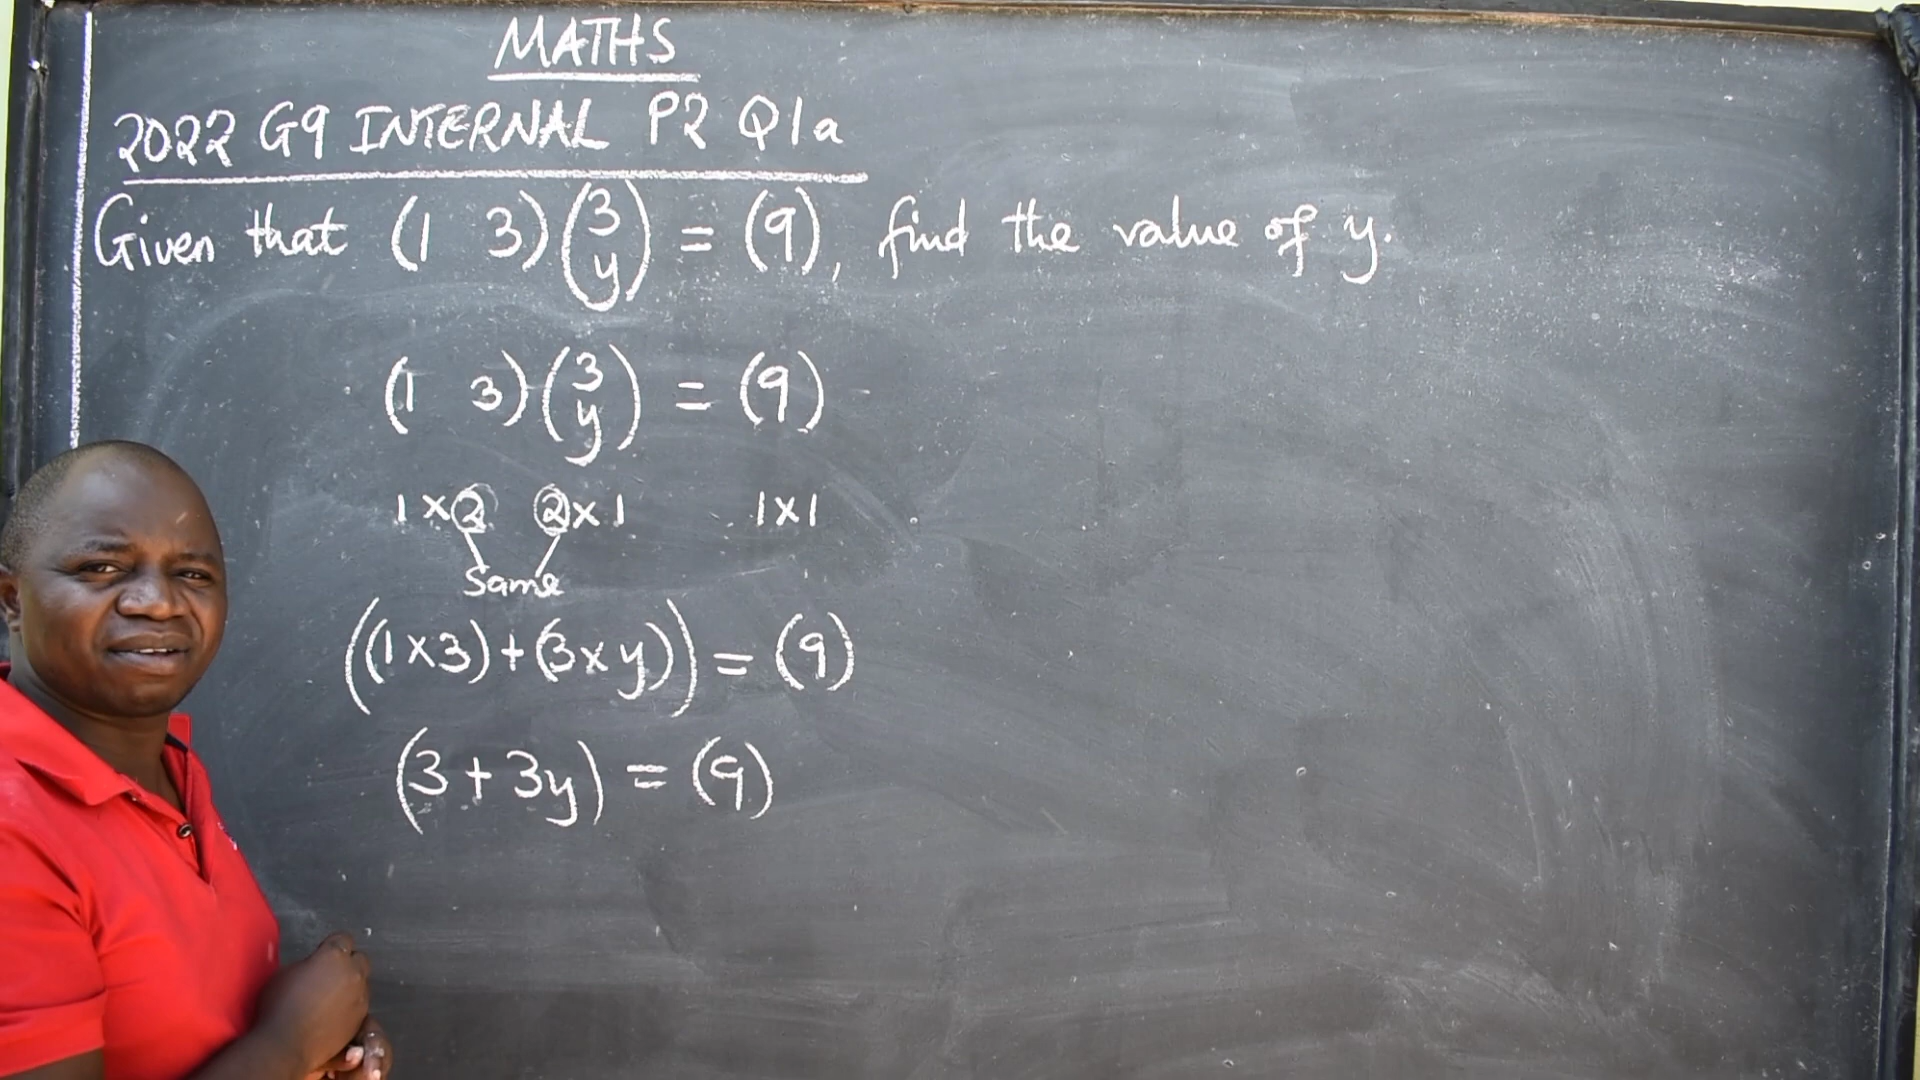 MATHS
2022 G9 INTERNAL P2 Q1a
Given that (1 3)(3 y) = (9), find the value of y.
(1 3)(3 y) = (9)
1×2 2×1 1×1
Same
((1×3)+(3×y)) = (9)
(3+3y) = (9)